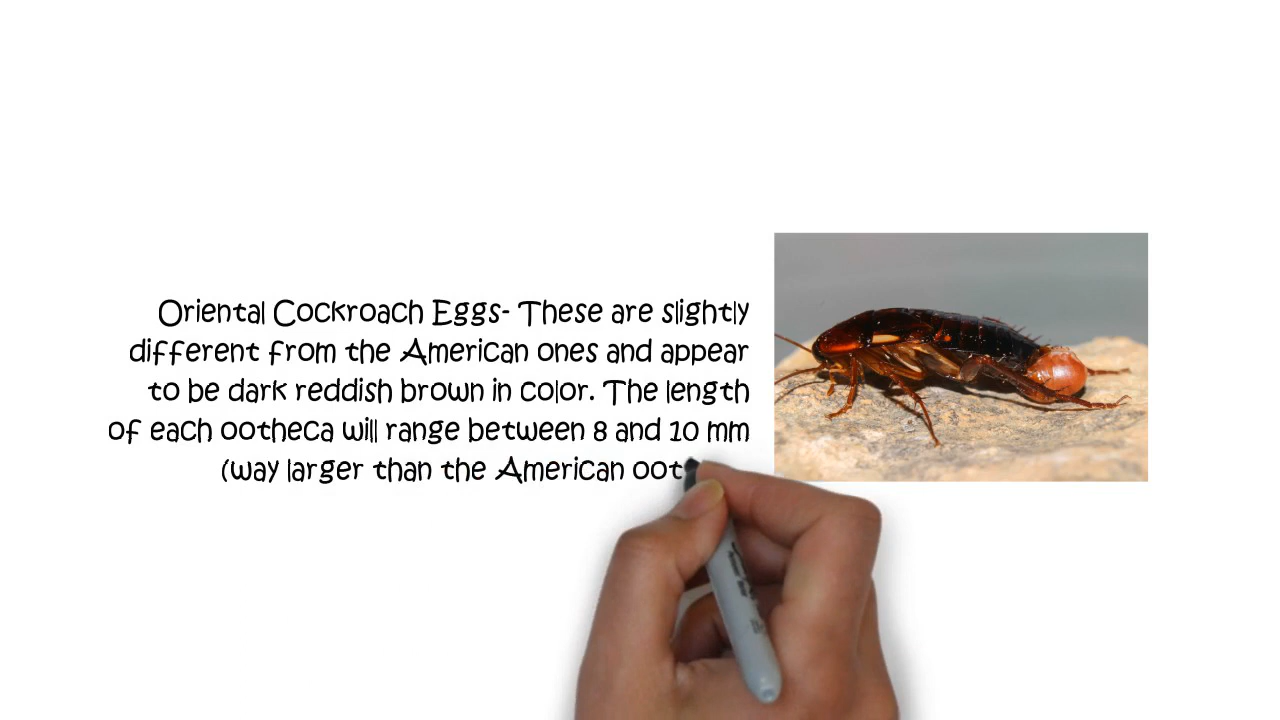 Oriental Cockroach Eggs- These are slightly
different from the American ones and appear
to be dark reddish brown in color. The length
of each ootheca will range between 8 and 10 mm
(way larger than the American oot